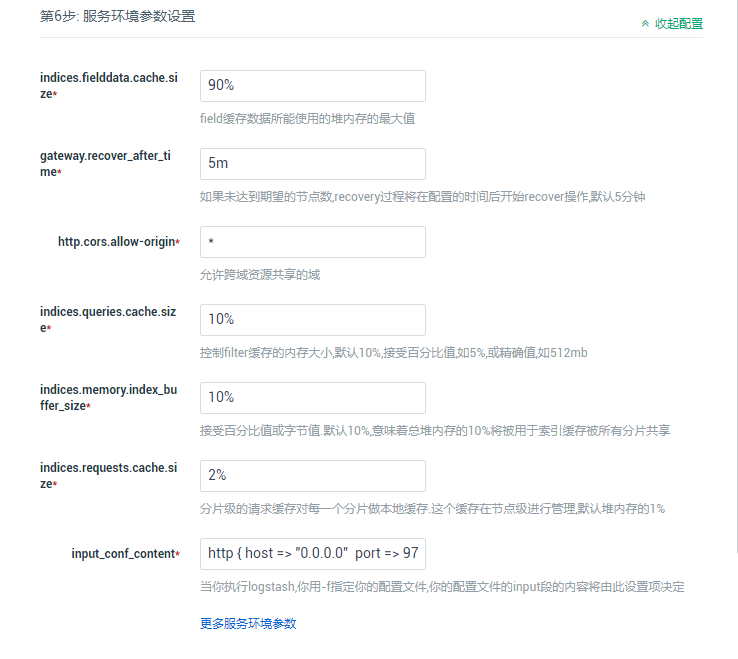 第6步: 服务环境参数设置
收起配置
indices.fielddata.cache.si
ze*
90%
field缓存数据所能使用的堆内存的最大值
gateway.recover_after_ti
me*
5m
如果未达到期望的节点数,recovery过程将在配置的时间后开始recover操作,默认5分钟
http.cors.allow-origin*
*
允许跨域资源共享的域
indices.queries.cache.siz
e*
10%
控制filter缓存的内存大小,默认10%,接受百分比值,如5%,或精确值,如512mb
indices.memory.index_bu
ffer_size*
10%
接受百分比值或字节值.默认10%,意味着总堆内存的10%将被用于索引缓存被所有分片共享
indices.requests.cache.si
ze*
2%
分片级的请求缓存对每一个分片做本地缓存.这个缓存在节点级进行管理,默认堆内存的1%
input_conf_content*
http { host => "0.0.0.0"  port => 97
当你执行logstash,你用-f指定你的配置文件,你的配置文件的input段的内容将由此设置项决定
更多服务环境参数